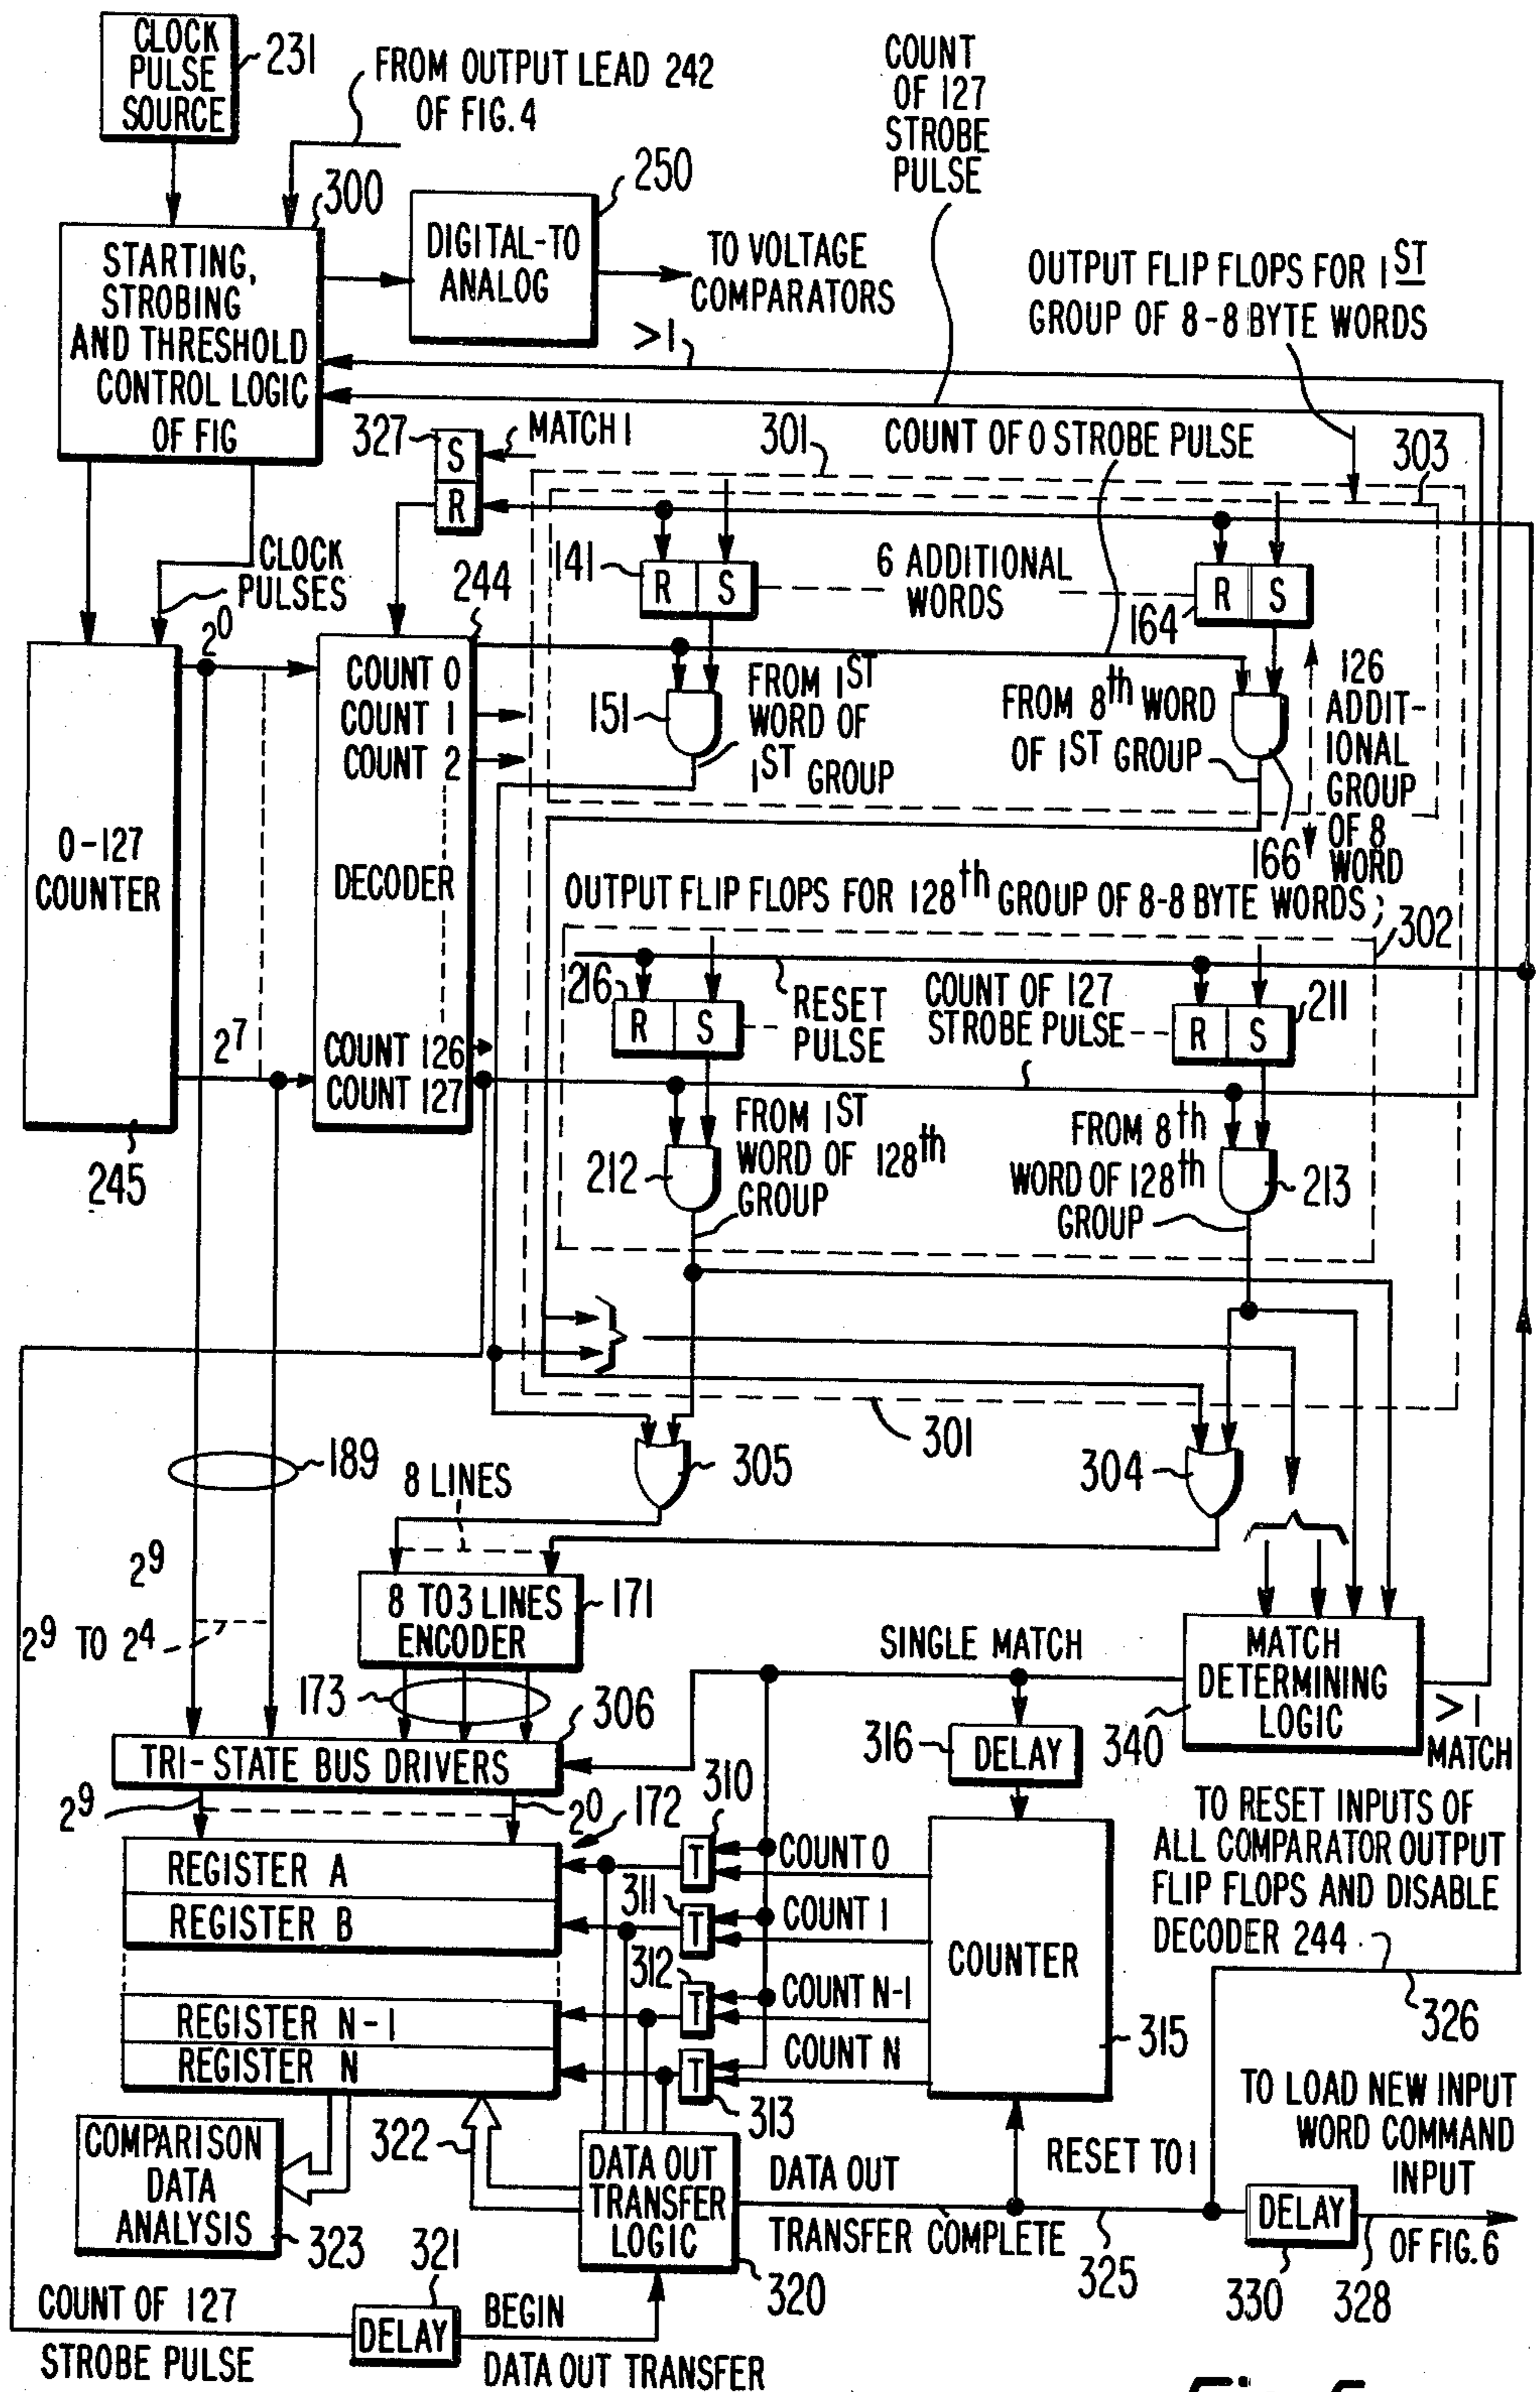 CLOCK
PULSE
SOURCE
231
FROM OUTPUT LEAD 242
OF FIG. 4
COUNT
OF 127
STROBE
PULSE
300
250
STARTING,
STROBING
AND THRESHOLD
CONTROL LOGIC
OF FIG
DIGITAL-TO
ANALOG
TO VOLTAGE
COMPARATORS
>1
OUTPUT FLIP FLOPS FOR 1ST
GROUP OF 8-8 BYTE WORDS
327
S
R
MATCH 1
301
COUNT OF 0 STROBE PULSE
303
CLOCK
PULSES
244
141
R S
6 ADDITIONAL
WORDS
R S
164
2^0
COUNT 0
COUNT 1
COUNT 2
DECODER
COUNT 126
COUNT 127
0-127
COUNTER
2^7
245
151
FROM 1ST
WORD OF
1ST GROUP
FROM 8th WORD
OF 1ST GROUP
166
126
ADDIT-
IONAL
GROUP
OF 8
WORD
OUTPUT FLIP FLOPS FOR 128th GROUP OF 8-8 BYTE WORDS;
302
216
R S
RESET
PULSE
COUNT OF 127
STROBE PULSE
R S
211
212
FROM 1ST
WORD OF 128th
GROUP
FROM 8th
WORD OF 128th
GROUP
213
301
189
8 LINES
305
304
2^9
2^9 TO 2^4
8 TO 3 LINES
ENCODER
171
173
306
TRI-STATE BUS DRIVERS
SINGLE MATCH
MATCH
DETERMINING
LOGIC
340
>1
MATCH
316
DELAY
2^9
2^0
172
310
T
COUNT 0
REGISTER A
311
T
COUNT 1
REGISTER B
312
T
COUNT N-1
REGISTER N-1
T
COUNT N
REGISTER N
313
COUNTER
315
TO RESET INPUTS OF
ALL COMPARATOR OUTPUT
FLIP FLOPS AND DISABLE
DECODER 244
326
COMPARISON
DATA
ANALYSIS
323
322
DATA OUT
TRANSFER
LOGIC
320
DATA OUT
TRANSFER COMPLETE
RESET TO 1
325
TO LOAD NEW INPUT
WORD COMMAND
INPUT
OF FIG. 6
DELAY
330
328
COUNT OF 127
STROBE PULSE
321
DELAY
BEGIN
DATA OUT TRANSFER